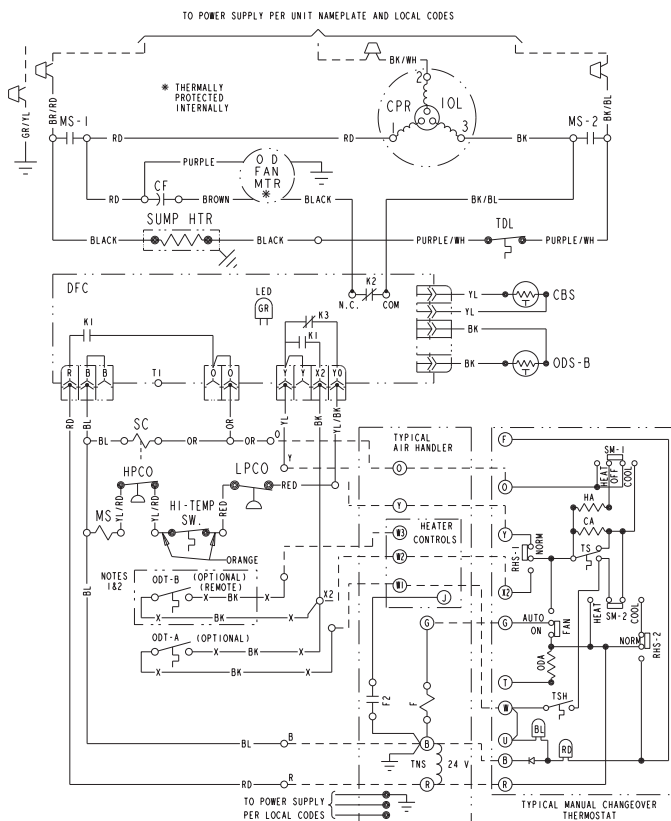 TO POWER SUPPLY PER UNIT NAMEPLATE AND LOCAL CODES
GR/YL
BR/RD
BK/WH
BK/BL
* THERMALLY
PROTECTED
INTERNALLY
CPR
IOL
2
1
3
MS-1
RD
RD
BK
MS-2
PURPLE
O D
FAN
MTR
*
CF
RD
BROWN
BLACK
BK/BL
SUMP HTR
BLACK
BLACK
PURPLE/WH
TDL
PURPLE/WH
DFC
LED
GR
K2
N.C.
COM
YL
CBS
YL
BK
BK
ODS-B
K1
K3
K1
R
B
B
T1
O
O
Y
Y
X2
YO
RD
BL
OR
YL
BK
YL/BK
SC
BL
OR
OR
O
Y
HPCO
LPCO
RED
YL/RD
YL/RD
RED
MS
HI-TEMP
SW.
ORANGE
NOTES
1&2
ODT-B
(OPTIONAL)
(REMOTE)
X
BK
X
X
BK
X
X2
ODT-A
(OPTIONAL)
X
BK
X
X
BK
X
BL
BL
B
RD
R
TYPICAL
AIR HANDLER
O
Y
HEATER
CONTROLS
W3
W2
W1
J
G
F2
F
B
TNS
24 V
R
TO POWER SUPPLY
PER LOCAL CODES
F
SM-1
HEAT
OFF
COOL
O
HA
CA
Y
NORM
RHS-1
TS
X2
HEAT
SM-2
COOL
G
AUTO
ON
FAN
NORM
RHS-2
ODA
T
W
TSH
BL
U
RD
B
R
TYPICAL MANUAL CHANGEOVER
THERMOSTAT